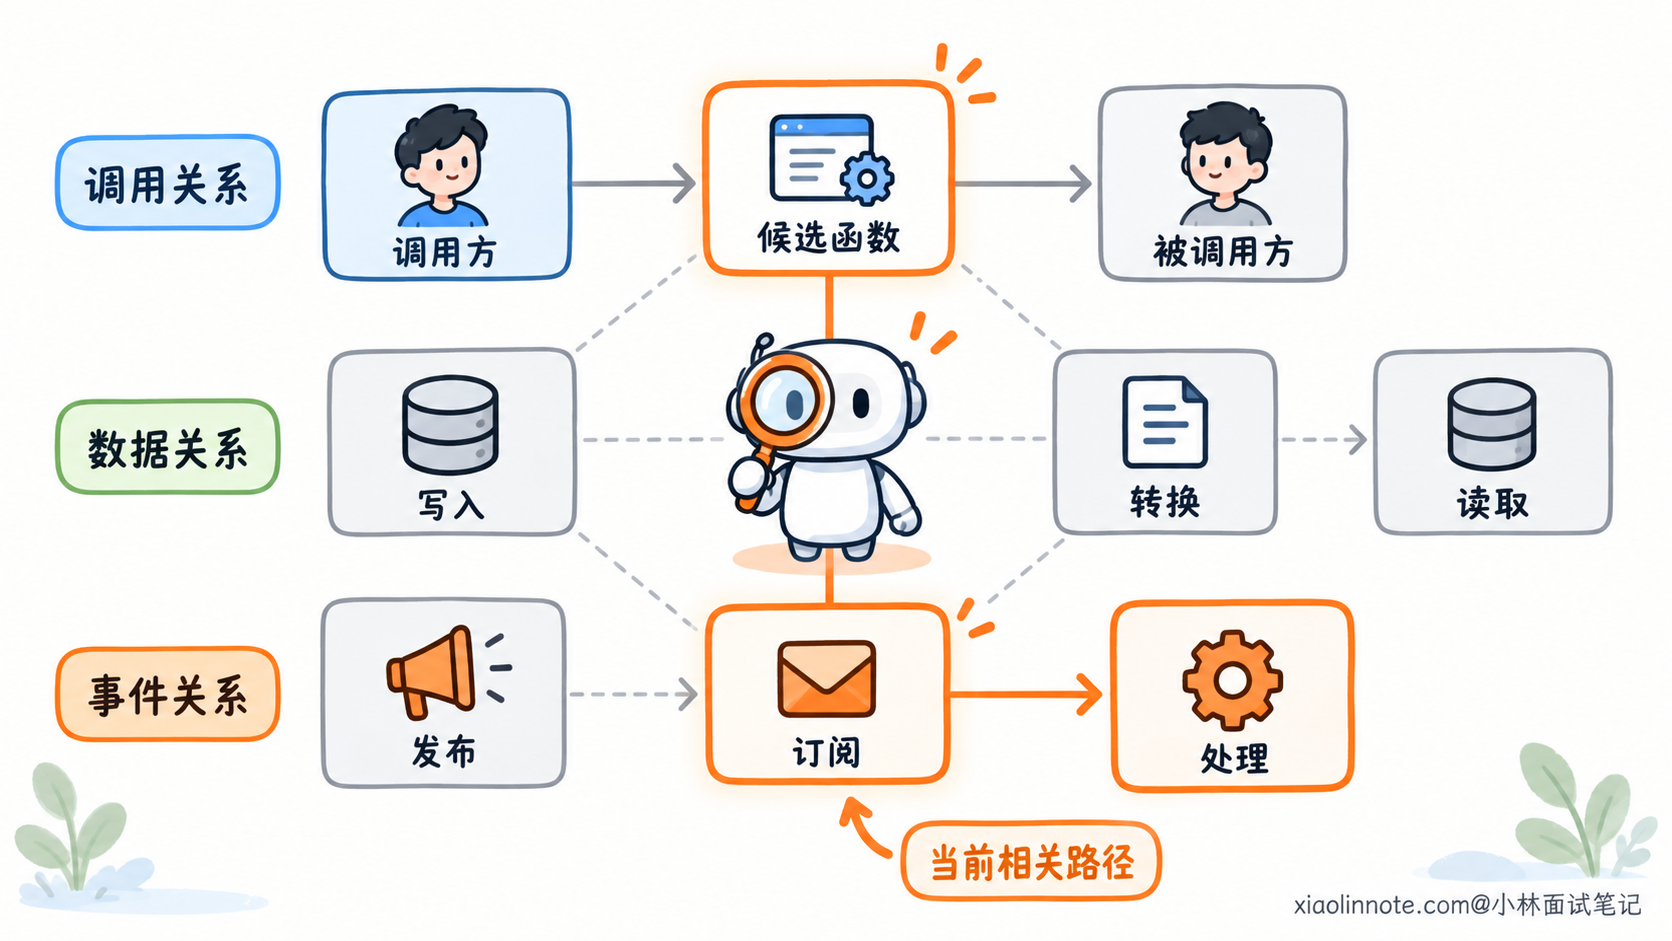 调用关系
调用方
候选函数
被调用方
数据关系
写入
转换
读取
事件关系
发布
订阅
处理
当前相关路径
xiaolinnote.com@小林面试笔记